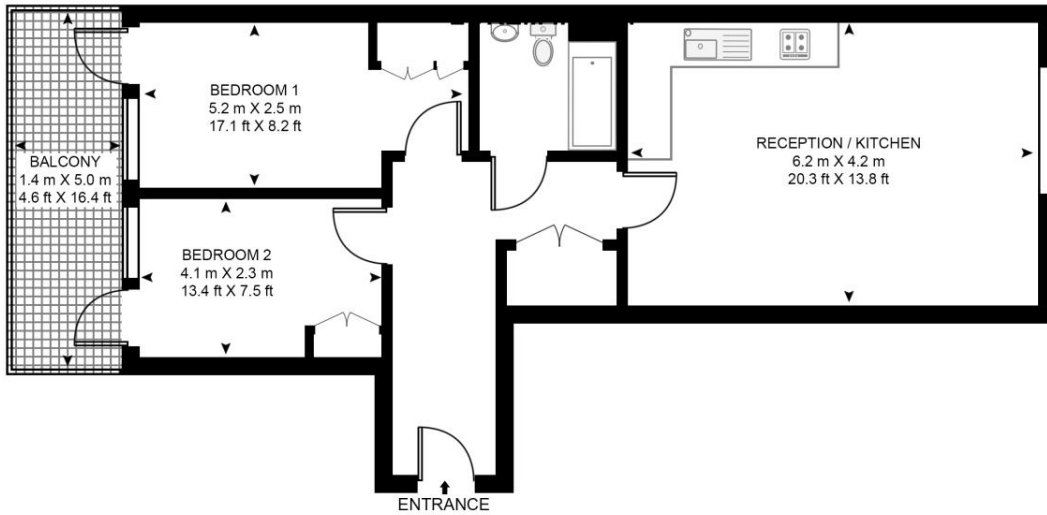 BEDROOM 1
5.2 m X 2.5 m
17.1 ft X 8.2 ft
RECEPTION / KITCHEN
6.2 m X 4.2 m
20.3 ft X 13.8 ft
BALCONY
1.4 m X 5.0 m
4.6 ft X 16.4 ft
BEDROOM 2
4.1 m X 2.3 m
13.4 ft X 7.5 ft
ENTRANCE